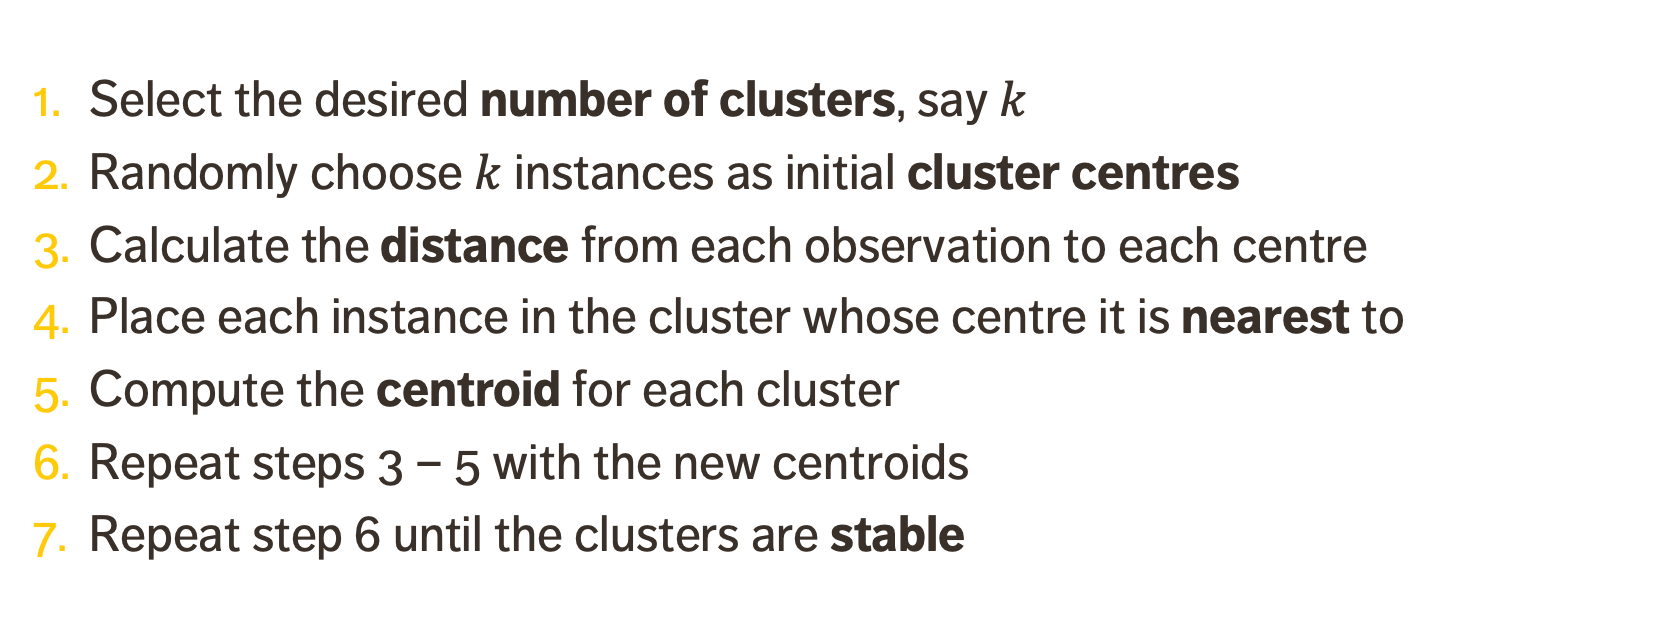 1. Select the desired number of clusters, say k
2. Randomly choose k instances as initial cluster centres
3. Calculate the distance from each observation to each centre
4. Place each instance in the cluster whose centre it is nearest to
5. Compute the centroid for each cluster
6. Repeat steps 3 – 5 with the new centroids
7. Repeat step 6 until the clusters are stable